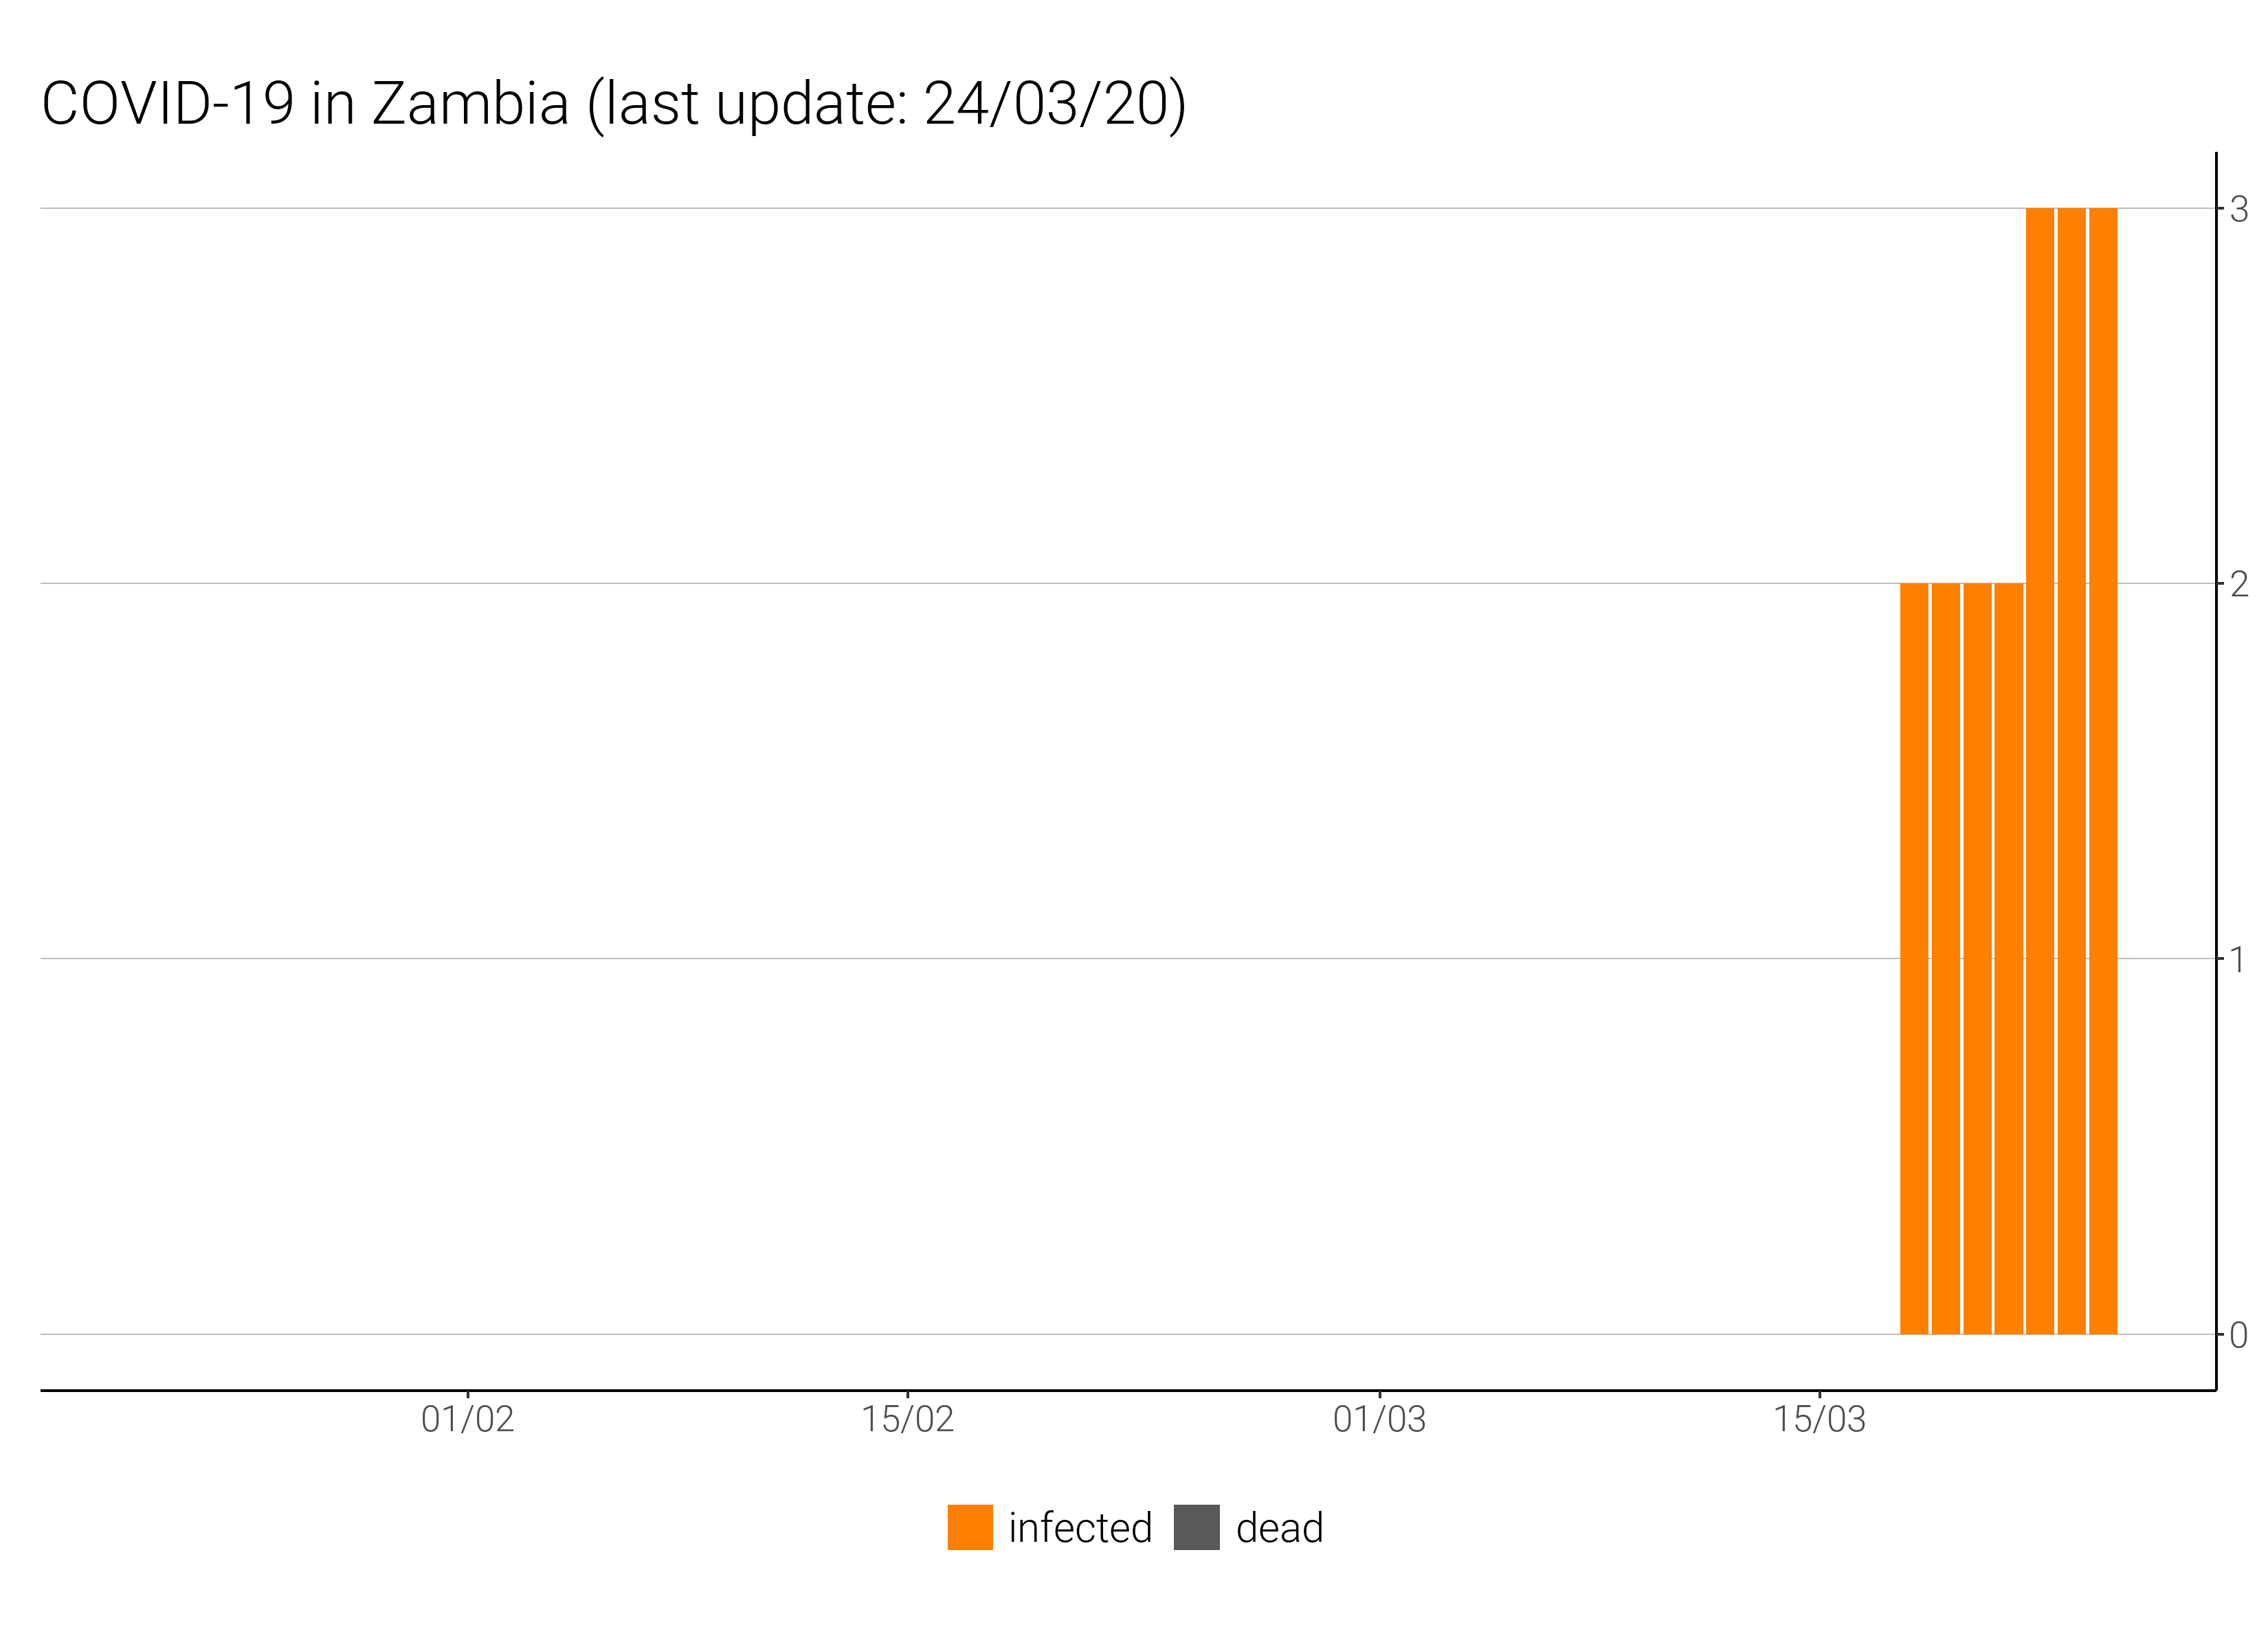 COVID-19 in Zambia (last update: 24/03/20)
3
2
1
0
01/02 15/02 01/03 15/03
infected dead